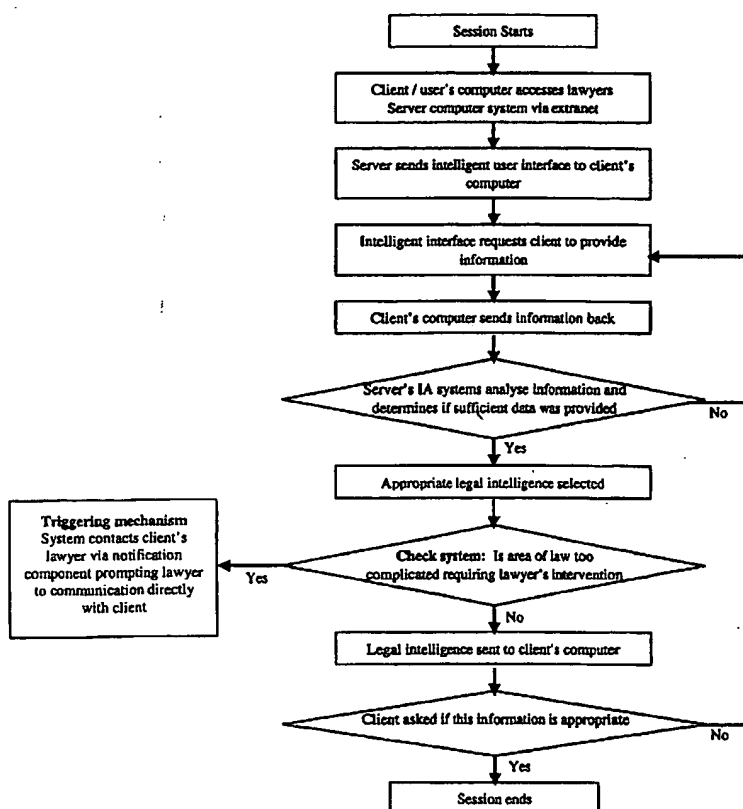 Session Starts
Client / user's computer accesses lawyers
Server computer system via extranet
Server sends intelligent user interface to client's
computer
Intelligent interface requests client to provide
information
Client's computer sends information back
Server's IA systems analyse information and
determines if sufficient data was provided
No
Yes
Appropriate legal intelligence selected
Triggering mechanism
System contacts client's
lawyer via notification
component prompting lawyer
to communication directly
with client
Yes
Check system: Is area of law too
complicated requiring lawyer's intervention
No
Legal intelligence sent to client's computer
Client asked if this information is appropriate
No
Yes
Session ends